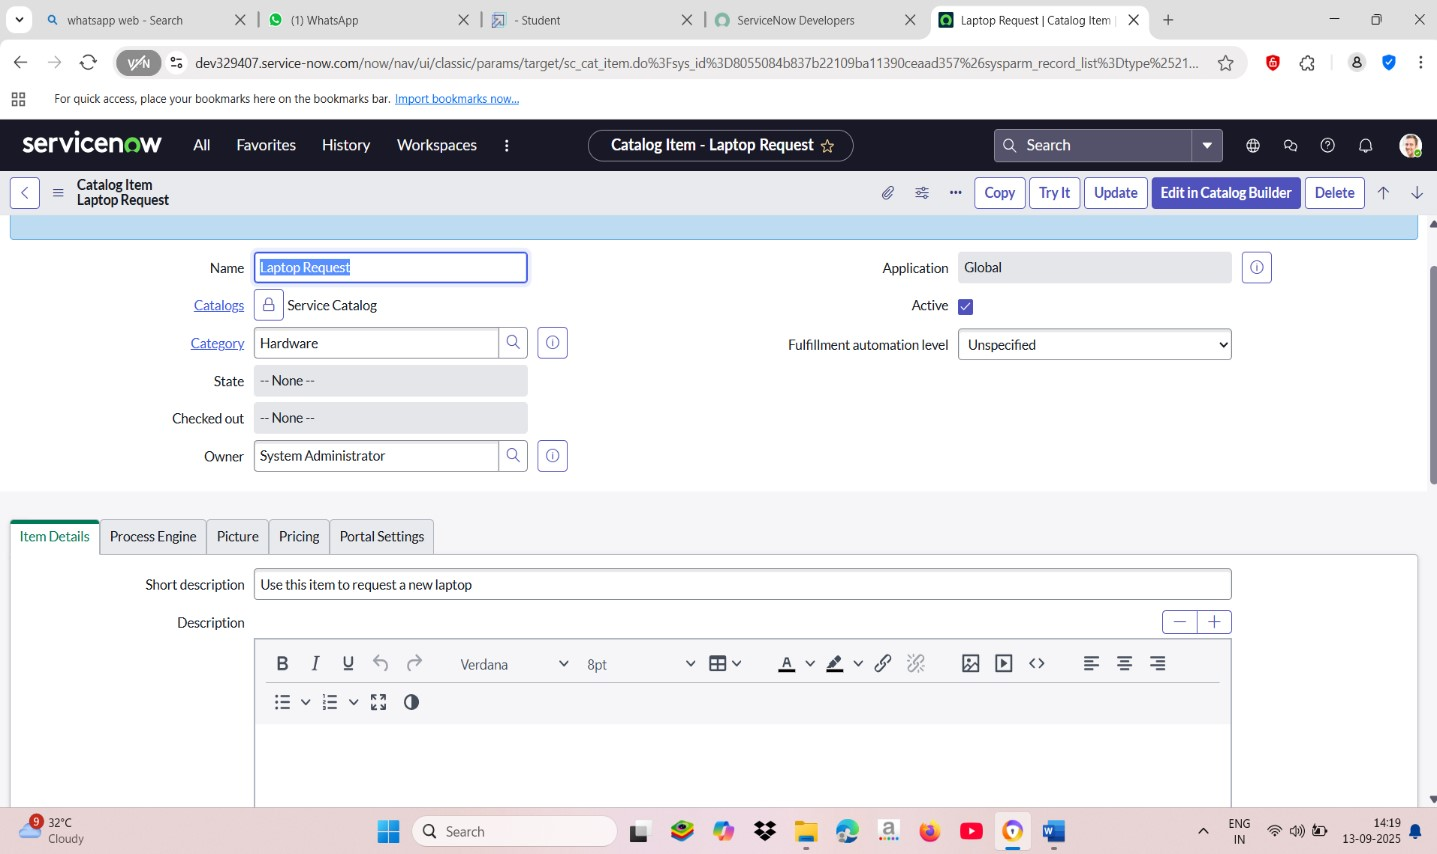 whatsapp web - Search
(1) WhatsApp
- Student
ServiceNow Developers
Laptop Request | Catalog Item
VPN
dev329407.service-now.com/now/nav/ui/classic/params/target/sc_cat_item.do%3Fsys_id%3D8055084b837b22109ba11390ceaad357%26sysparm_record_list%3Dtype%2521...
6
For quick access, place your bookmarks here on the bookmarks bar. Import bookmarks now...
servicenow
All
Favorites
History
Workspaces
Catalog Item - Laptop Request
Search
Catalog Item
Laptop Request
Copy
Try It
Update
Edit in Catalog Builder
Delete
Name
Laptop Request
Application
Global
Catalogs
Service Catalog
Active
Category
Hardware
Fulfillment automation level
Unspecified
State
-- None --
Checked out
-- None --
Owner
System Administrator
Item Details
Process Engine
Picture
Pricing
Portal Settings
Short description
Use this item to request a new laptop
Description
B I U
Verdana
8pt
A
9
32°C
Cloudy
Search
a
W
ENG
IN
14:19
13-09-2025